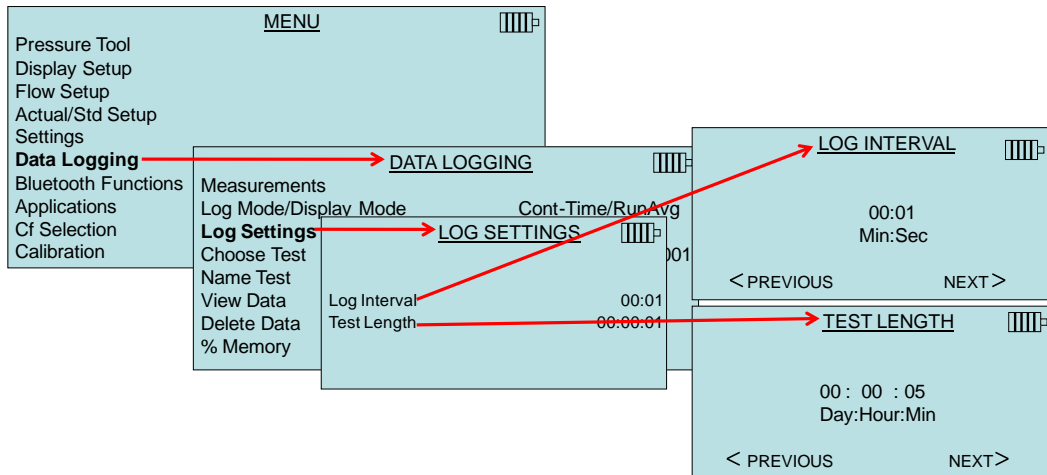 MENU
Pressure Tool
Display Setup
Flow Setup
Actual/Std Setup
Settings
Data Logging
Bluetooth Functions
Applications
Cf Selection
Calibration
DATA LOGGING
Measurements
Log Mode/Display Mode Cont-Time/RunAvg
Log Settings
Choose Test 001
Name Test
View Data
Delete Data
% Memory
LOG SETTINGS
Log Interval 00:01
Test Length 00:00:01
LOG INTERVAL
00:01
Min:Sec
< PREVIOUS NEXT >
TEST LENGTH
00 : 00 : 05
Day:Hour:Min
< PREVIOUS NEXT >